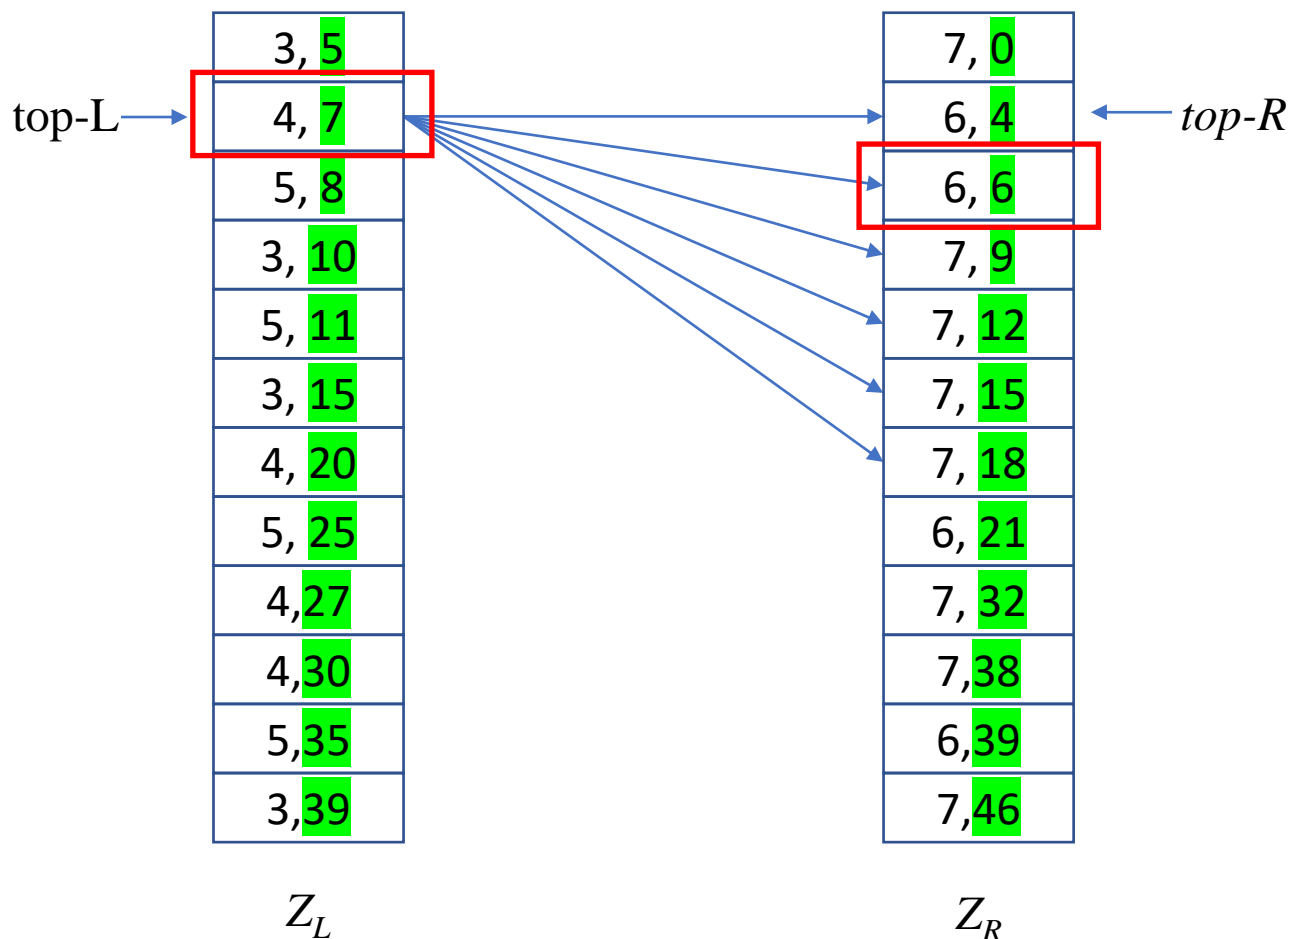 3, 5 7, 0
top-L 4, 7 6, 4 top-R
5, 8 6, 6
3, 10 7, 9
5, 11 7, 12
3, 15 7, 15
4, 20 7, 18
5, 25 6, 21
4,27 7, 32
4,30 7,38
5,35 6,39
3,39 7,46
Z_L Z_R